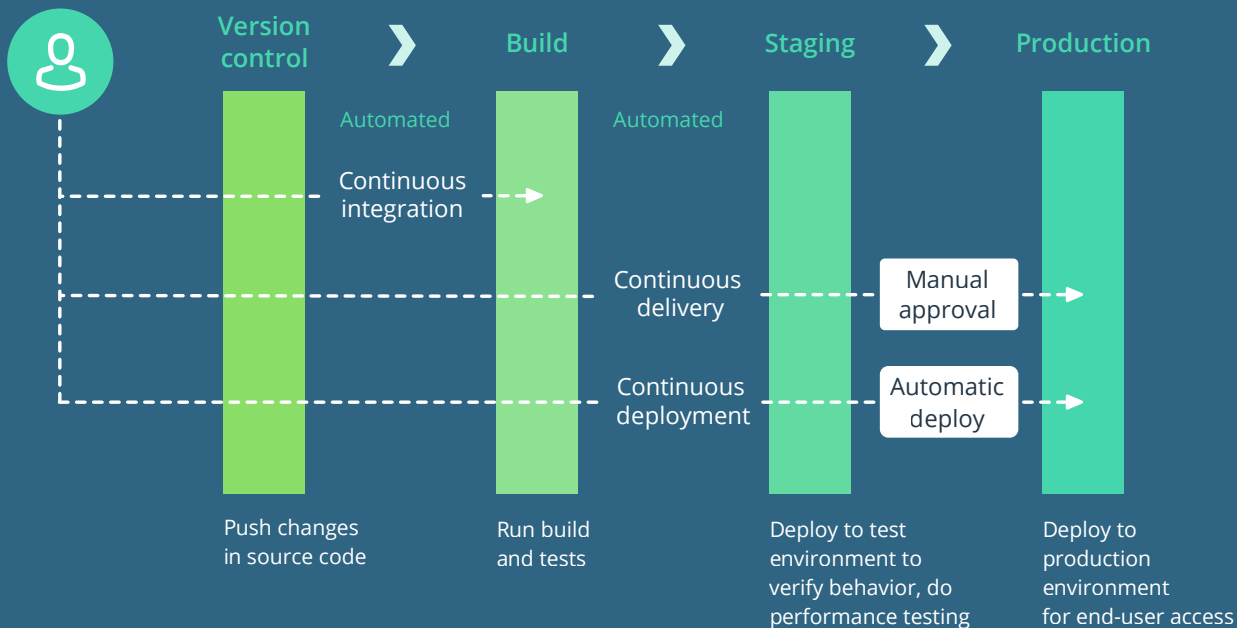 Version
control
Build
Staging
Production
Automated
Automated
Continuous
integration
Continuous
delivery
Manual
approval
Continuous
deployment
Automatic
deploy
Push changes
in source code
Run build
and tests
Deploy to test
environment to
verify behavior, do
performance testing
Deploy to
production
environment
for end-user access